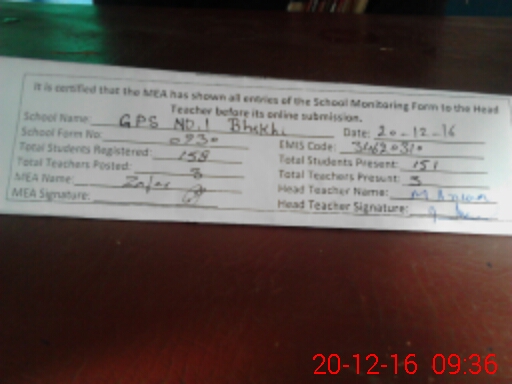 It is certified that the MEA has shown all entries of the School Monitoring Form to the Head
Teacher before its online submission.
School Name: GPS NO.1 Bhikhi Date: 20-12-16
School Form No: 0930 EMIS Code:
Total Students Registered: 158 Total Students Present: 151
Total Teachers Posted: 3 Total Teachers Present: 3
MEA Name: Zafar Head Teacher Name: M
MEA Signature: Head Teacher Signature:
20-12-16 09:36